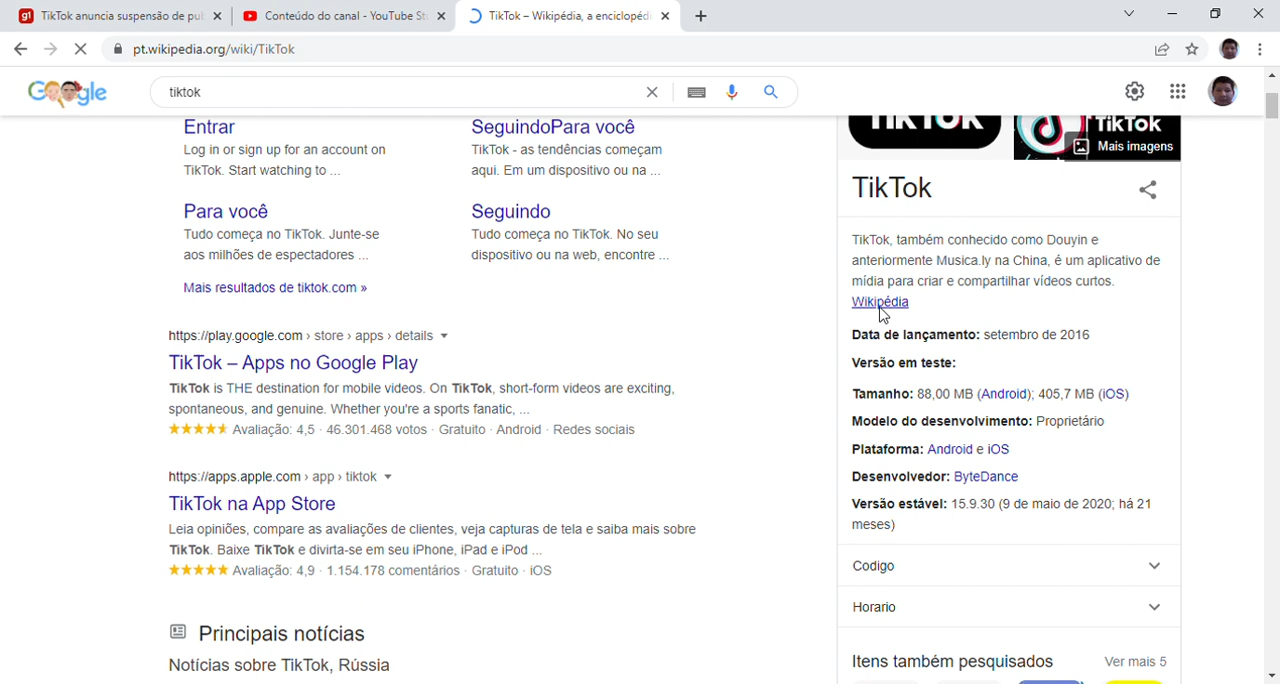 TikTok anuncia suspensão de pu
Conteúdo do canal - YouTube St
TikTok – Wikipédia, a enciclopédi
pt.wikipedia.org/wiki/TikTok
Google
tiktok
Entrar
Log in or sign up for an account on
TikTok. Start watching to ...
SeguindoPara você
TikTok - as tendências começam
aqui. Em um dispositivo ou na ...
Para você
Tudo começa no TikTok. Junte-se
aos milhões de espectadores ...
Seguindo
Tudo começa no TikTok. No seu
dispositivo ou na web, encontre ...
Mais resultados de tiktok.com »
https://play.google.com › store › apps › details
TikTok – Apps no Google Play
TikTok is THE destination for mobile videos. On TikTok, short-form videos are exciting,
spontaneous, and genuine. Whether you're a sports fanatic, ...
Avaliação: 4,5 · 46.301.468 votos · Gratuito · Android · Redes sociais
https://apps.apple.com › app › tiktok
TikTok na App Store
Leia opiniões, compare as avaliações de clientes, veja capturas de tela e saiba mais sobre
TikTok. Baixe TikTok e divirta-se em seu iPhone, iPad e iPod ...
Avaliação: 4,9 · 1.154.178 comentários · Gratuito · iOS
Principais notícias
Notícias sobre TikTok, Rússia
TikTok
TikTok
Mais imagens
TikTok
TikTok, também conhecido como Douyin e
anteriormente Musica.ly na China, é um aplicativo de
mídia para criar e compartilhar vídeos curtos.
Wikipédia
Data de lançamento: setembro de 2016
Versão em teste:
Tamanho: 88,00 MB (Android); 405,7 MB (iOS)
Modelo do desenvolvimento: Proprietário
Plataforma: Android e iOS
Desenvolvedor: ByteDance
Versão estável: 15.9.30 (9 de maio de 2020; há 21
meses)
Codigo
Horario
Itens também pesquisados
Ver mais 5